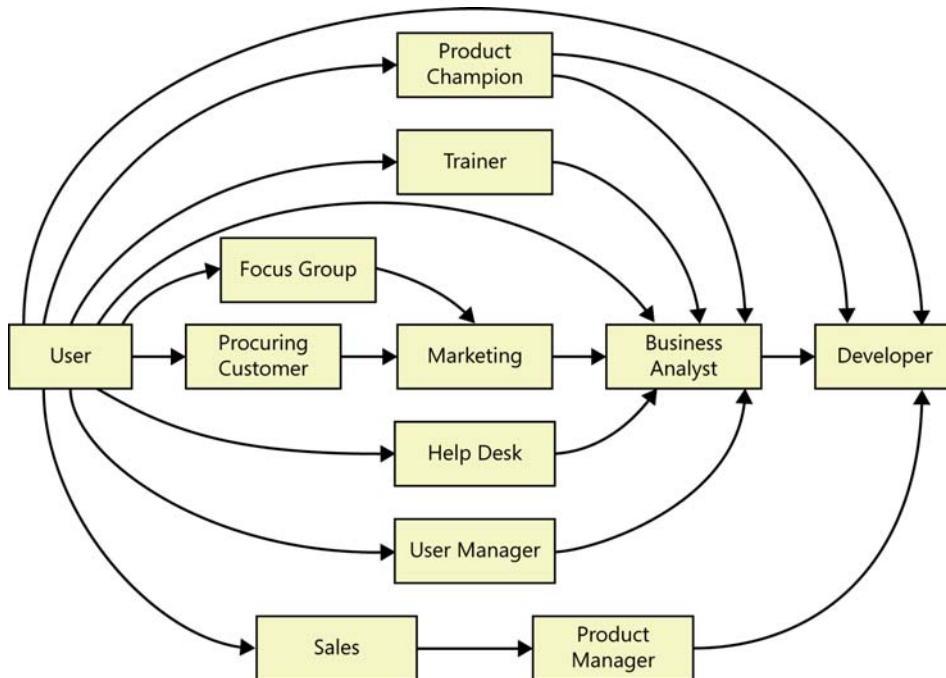 Product
Champion
Trainer
Focus Group
User
Procuring
Customer
Marketing
Business
Analyst
Developer
Help Desk
User Manager
Sales
Product
Manager